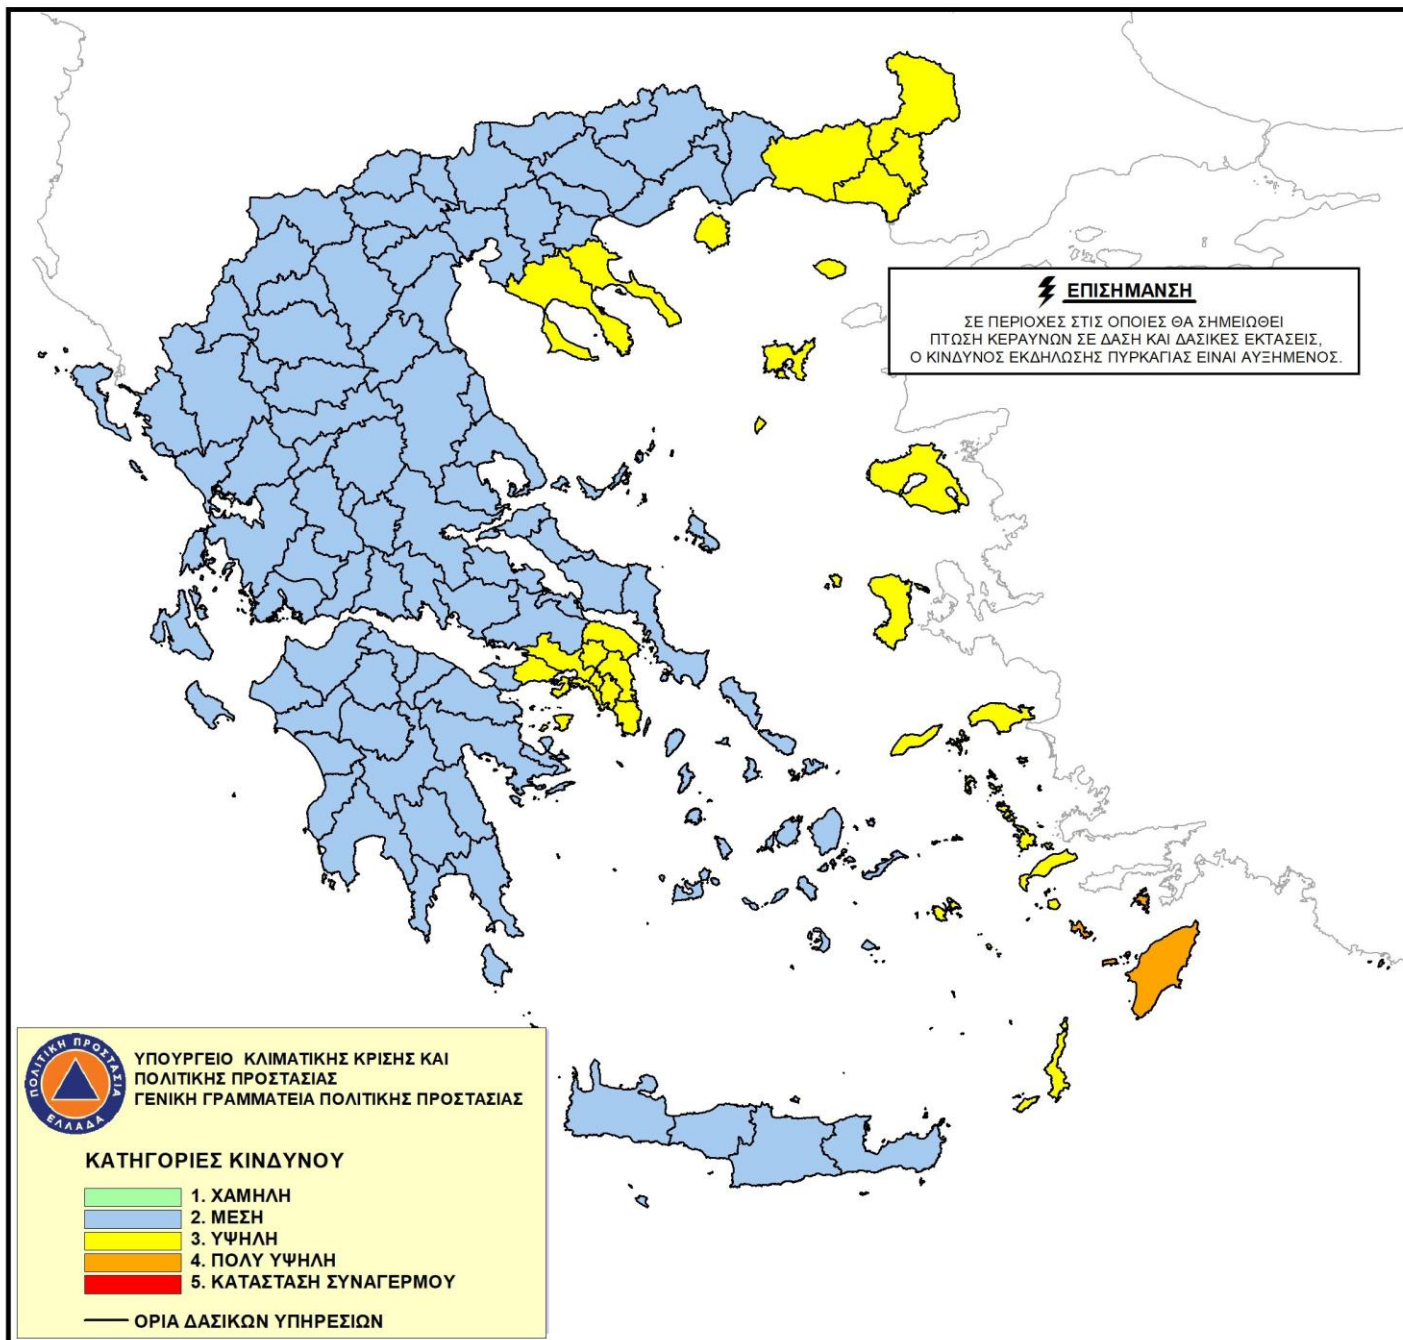 ΕΠΙΣΗΜΑΝΣΗ
ΣΕ ΠΕΡΙΟΧΕΣ ΣΤΙΣ ΟΠΟΙΕΣ ΘΑ ΣΗΜΕΙΩΘΕΙ
ΠΤΩΣΗ ΚΕΡΑΥΝΩΝ ΣΕ ΔΑΣΗ ΚΑΙ ΔΑΣΙΚΕΣ ΕΚΤΑΣΕΙΣ,
Ο ΚΙΝΔΥΝΟΣ ΕΚΔΗΛΩΣΗΣ ΠΥΡΚΑΓΙΑΣ ΕΙΝΑΙ ΑΥΞΗΜΕΝΟΣ.
ΠΟΛΙΤΙΚΗ ΠΡΟΣΤΑΣΙΑ
ΕΛΛΑΔΑ
ΥΠΟΥΡΓΕΙΟ ΚΛΙΜΑΤΙΚΗΣ ΚΡΙΣΗΣ ΚΑΙ
ΠΟΛΙΤΙΚΗΣ ΠΡΟΣΤΑΣΙΑΣ
ΓΕΝΙΚΗ ΓΡΑΜΜΑΤΕΙΑ ΠΟΛΙΤΙΚΗΣ ΠΡΟΣΤΑΣΙΑΣ
ΚΑΤΗΓΟΡΙΕΣ ΚΙΝΔΥΝΟΥ
1. ΧΑΜΗΛΗ
2. ΜΕΣΗ
3. ΥΨΗΛΗ
4. ΠΟΛΥ ΥΨΗΛΗ
5. ΚΑΤΑΣΤΑΣΗ ΣΥΝΑΓΕΡΜΟΥ
ΟΡΙΑ ΔΑΣΙΚΩΝ ΥΠΗΡΕΣΙΩΝ